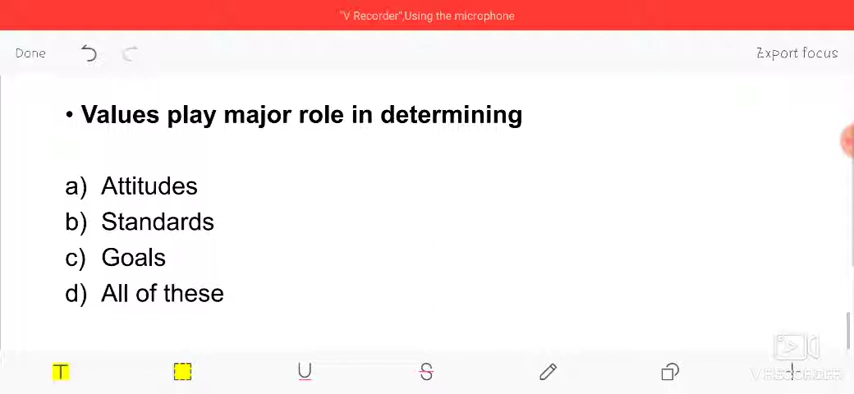 "V Recorder",Using the microphone
Done
Export focus
• Values play major role in determining
a) Attitudes
b) Standards
c) Goals
d) All of these
T
U
S
VRECORDER